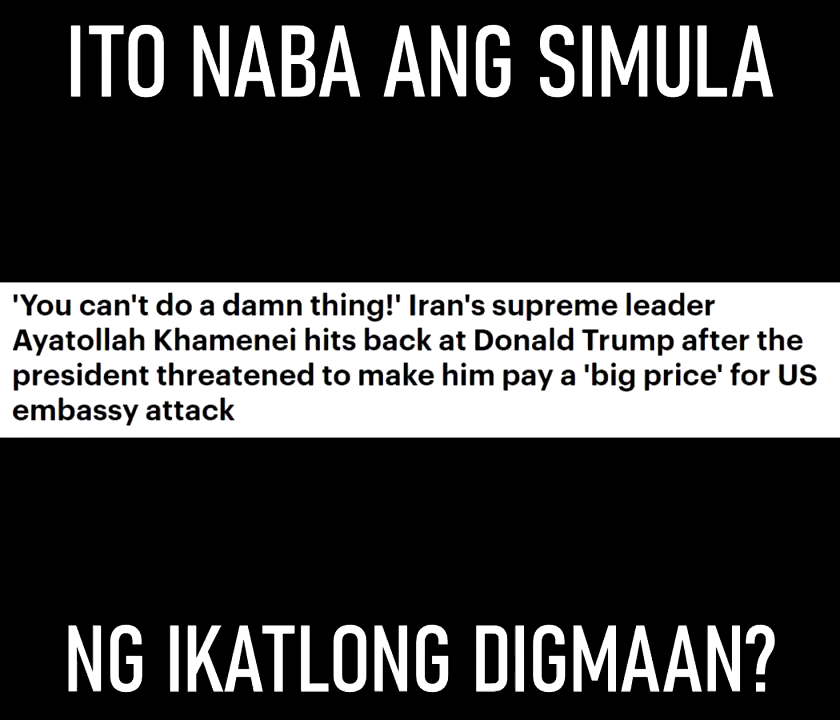 ITO NABA ANG SIMULA
'You can't do a damn thing!' Iran's supreme leader
Ayatollah Khamenei hits back at Donald Trump after the
president threatened to make him pay a 'big price' for US
embassy attack
NG IKATLONG DIGMAAN?